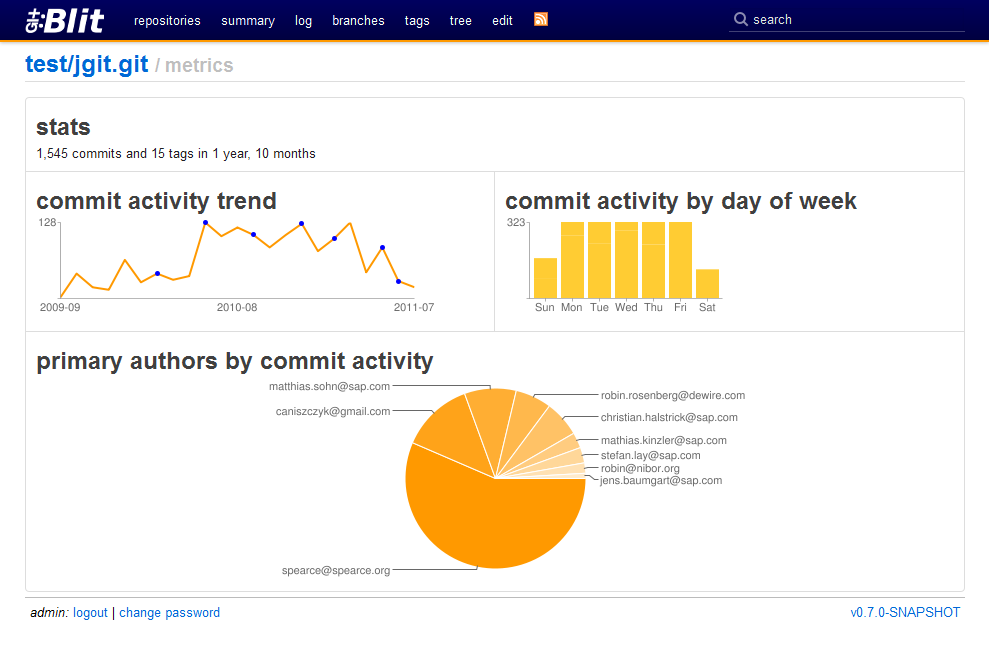 Blit repositories summary log branches tags tree edit search
test/jgit.git / metrics
stats
1,545 commits and 15 tags in 1 year, 10 months
commit activity trend
128
2009-09 2010-08 2011-07
commit activity by day of week
323
Sun Mon Tue Wed Thu Fri Sat
primary authors by commit activity
matthias.sohn@sap.com
caniszczyk@gmail.com
robin.rosenberg@dewire.com
christian.halstrick@sap.com
mathias.kinzler@sap.com
stefan.lay@sap.com
robin@nibor.org
jens.baumgart@sap.com
spearce@spearce.org
admin: logout | change password v0.7.0-SNAPSHOT